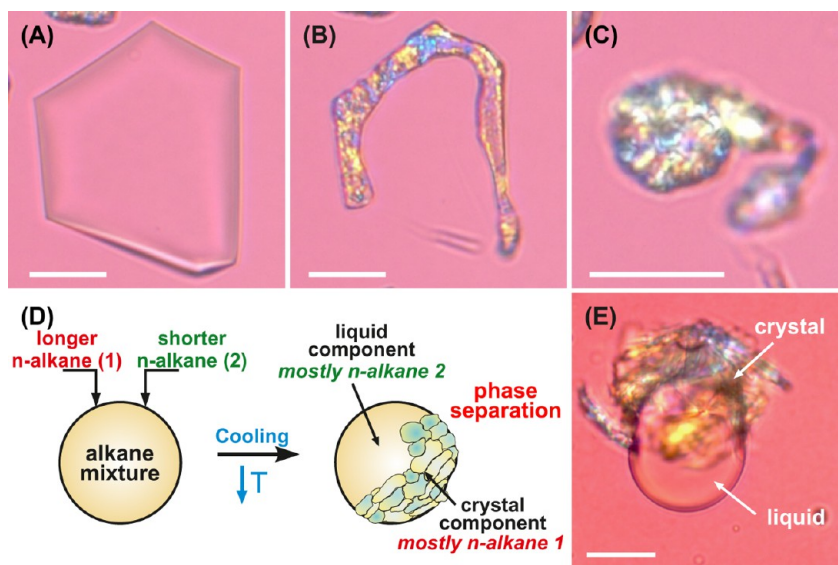 (A)
(B)
(C)
(D)
longer
n-alkane (1)
shorter
n-alkane (2)
alkane
mixture
Cooling
T
liquid
component
mostly n-alkane 2
phase
separation
crystal
component
mostly n-alkane 1
(E)
crystal
liquid